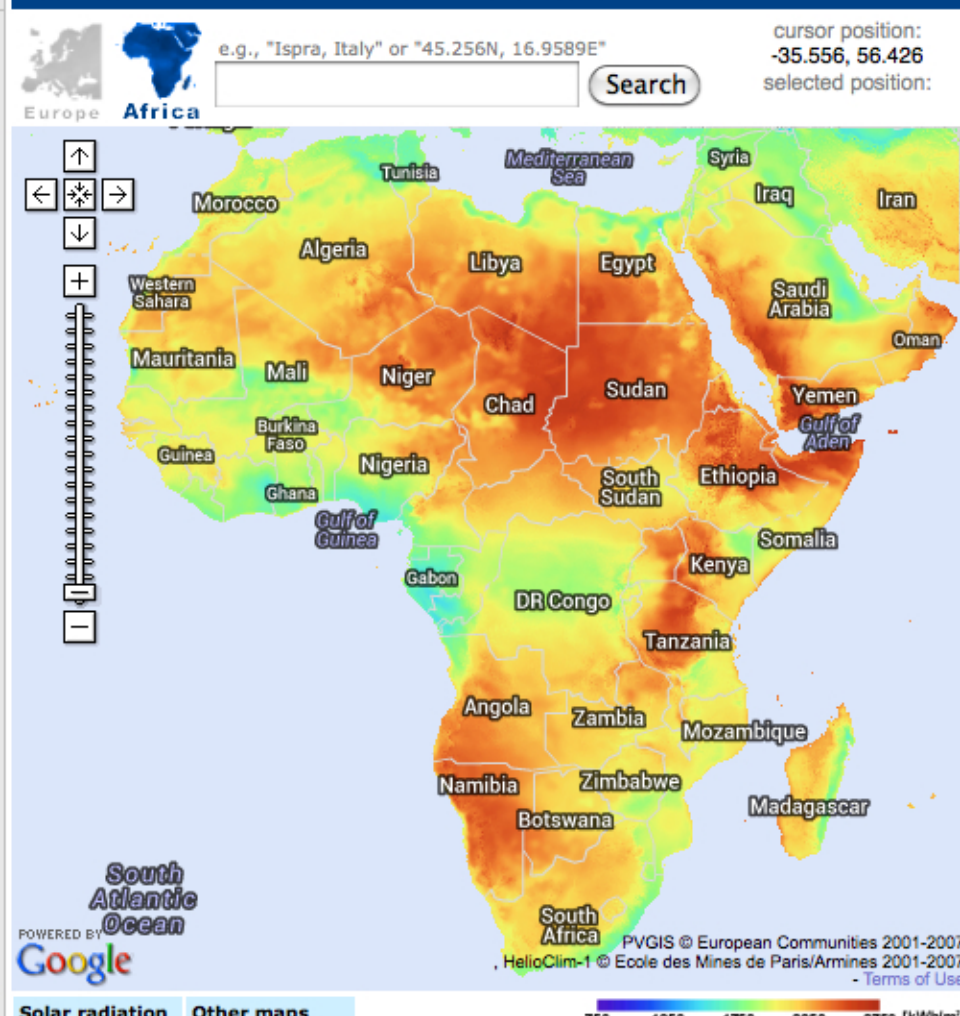 e.g., "Ispra, Italy" or "45.256N, 16.9589E"
Search
cursor position:
-35.556, 56.426
selected position:
Europe
Africa
Mediterranean
Sea
Syria
Tunisia
Morocco
Iraq
Iran
Algeria
Libya
Egypt
Western
Sahara
Saudi
Arabia
Oman
Mauritania
Mali
Niger
Chad
Sudan
Yemen
Gulf of
Aden
Burkina
Faso
Guinea
Nigeria
Ghana
South
Sudan
Ethiopia
Gulf of
Guinea
Somalia
Kenya
Gabon
DR Congo
Tanzania
Angola
Zambia
Mozambique
Namibia
Zimbabwe
Botswana
Madagascar
South
Atlantic
Ocean
South
Africa
POWERED BY
Google
PVGIS © European Communities 2001-2007
, HelioClim-1 © Ecole des Mines de Paris/Armines 2001-2007
- Terms of Use
Solar radiation
Other maps